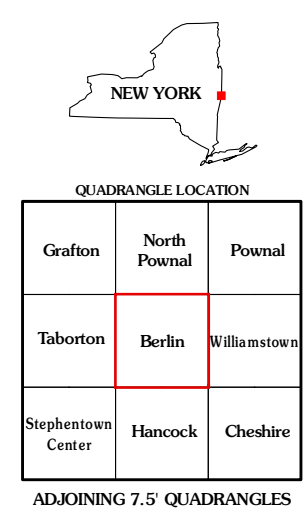 NEW YORK
QUADRANGLE LOCATION
Grafton
North
Pownal
Pownal
Taborton
Berlin
Williamstown
Stephentown
Center
Hancock
Cheshire
ADJOINING 7.5' QUADRANGLES